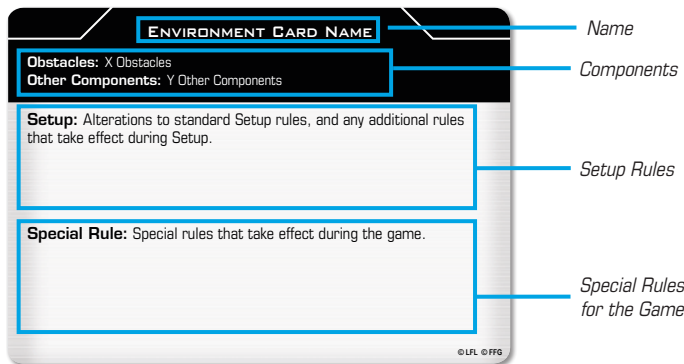 Environment Card Name
Name
Obstacles: X Obstacles
Other Components: Y Other Components
Components
Setup: Alterations to standard Setup rules, and any additional rules
that take effect during Setup.
Setup Rules
Special Rule: Special rules that take effect during the game.
Special Rules
for the Game
© LFL © FFG